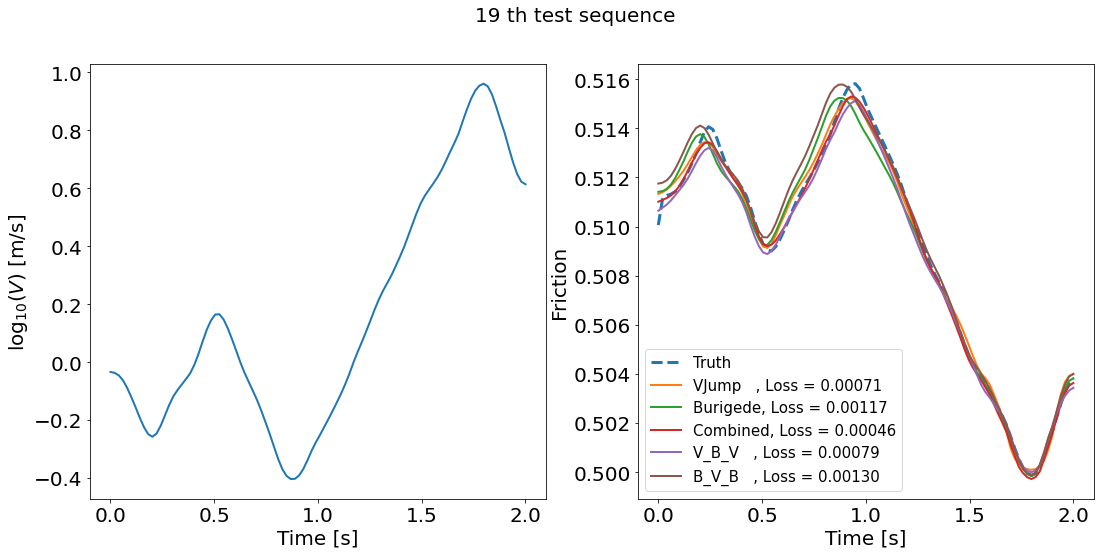 19 th test sequence
log10(V) [m/s]
1.0
0.8
0.6
0.4
0.2
0.0
−0.2
−0.4
0.0
0.5
1.0
1.5
2.0
Time [s]
Friction
0.516
0.514
0.512
0.510
0.508
0.506
0.504
0.502
0.500
Truth
VJump , Loss = 0.00071
Burigede, Loss = 0.00117
Combined, Loss = 0.00046
V_B_V , Loss = 0.00079
B_V_B , Loss = 0.00130
0.0
0.5
1.0
1.5
2.0
Time [s]